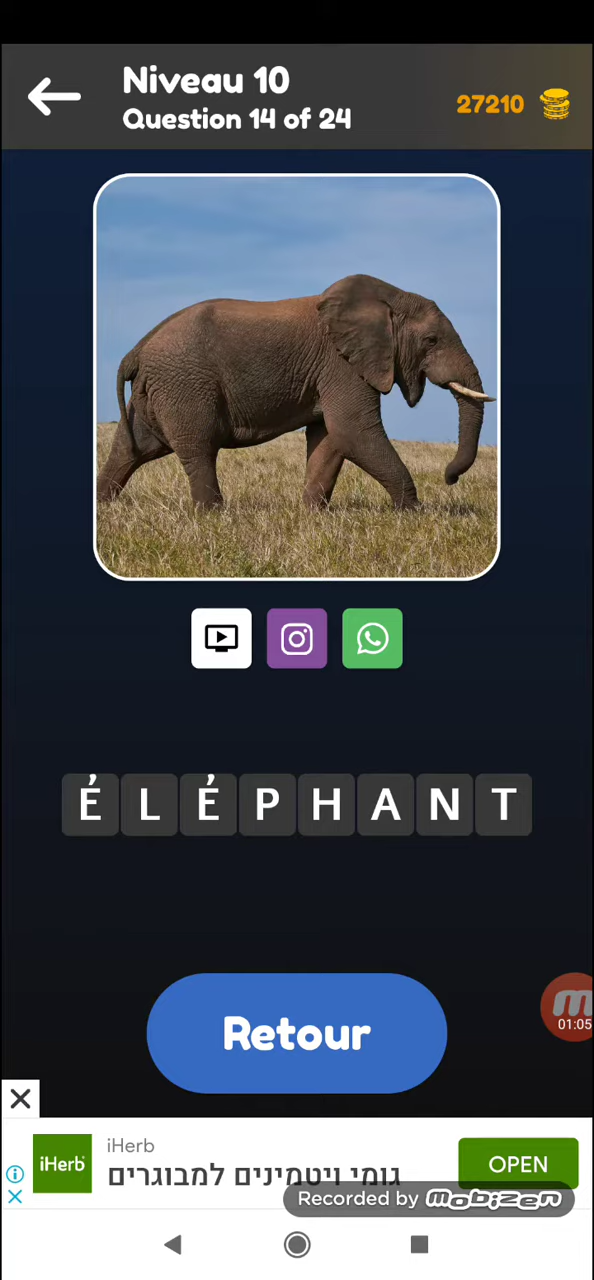 Niveau 10
Question 14 of 24
27210
ÉLÉPHANT
Retour
01:05
iHerb
iHerb
גומי ויטמינים למבוגרים
OPEN
Recorded by mobizen